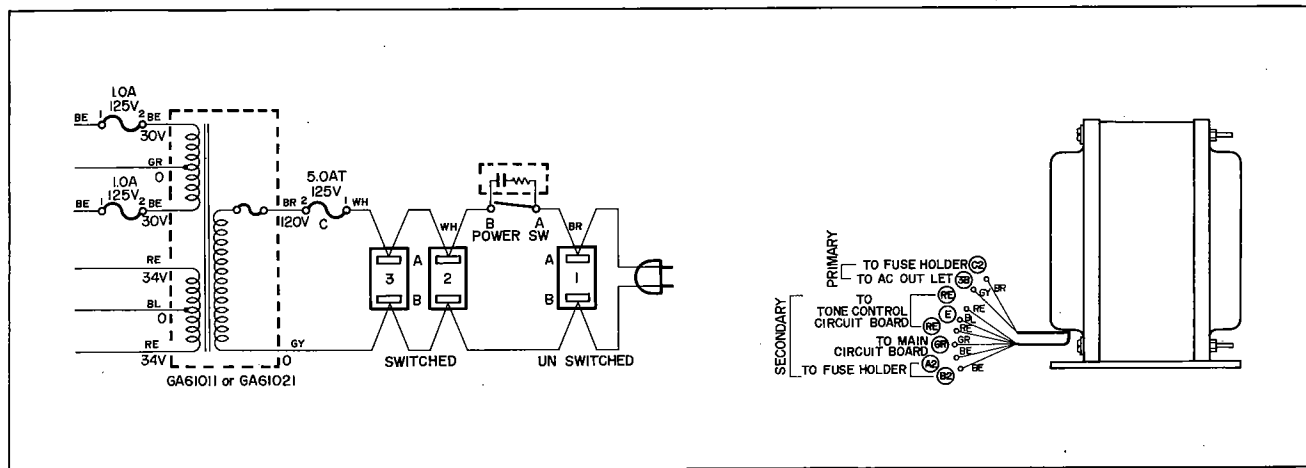 1.0A
125V
BE 1 2 BE
30V
GR
0
1.0A
125V
BE 1 2 BE
30V
RE
34V
BL
0
RE
34V
GA61011 or GA61021
5.0AT
125V
BR 2 1 WH
120V C
GY
0
3
A
B
2
WH
SWITCHED
B A
POWER SW
BR
A
B
1
UN SWITCHED
PRIMARY
TO FUSE HOLDER C2
TO AC OUT LET 3B
GY BR
SECONDARY
TO
TONE CONTROL
CIRCUIT BOARD
RE
E
RE
RE
BL
RE
TO MAIN
CIRCUIT BOARD
GR
GR
BE
TO FUSE HOLDER
A2
B2
BE